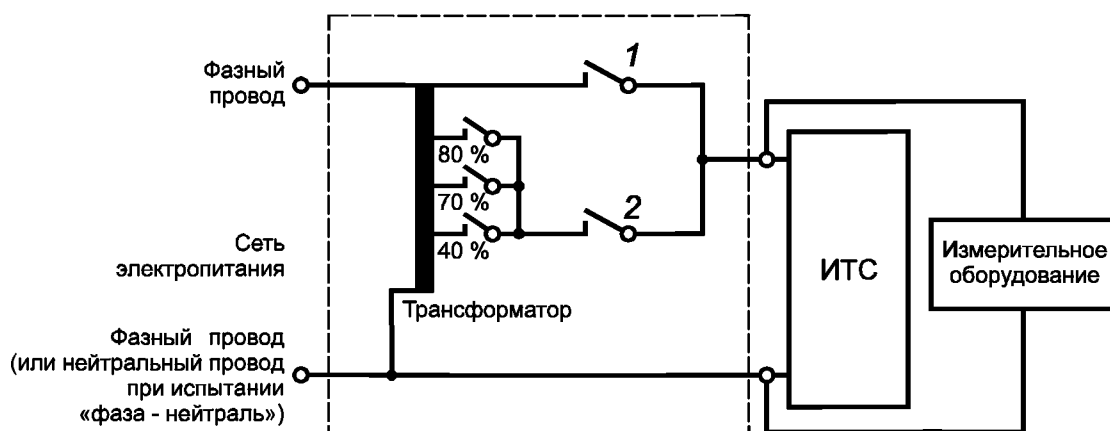 Фазный
провод
1
80 %
70 %
40 %
2
Сеть
электропитания
Трансформатор
ИТС
Измерительное
оборудование
Фазный провод
(или нейтральный провод
при испытании
«фаза - нейтраль»)